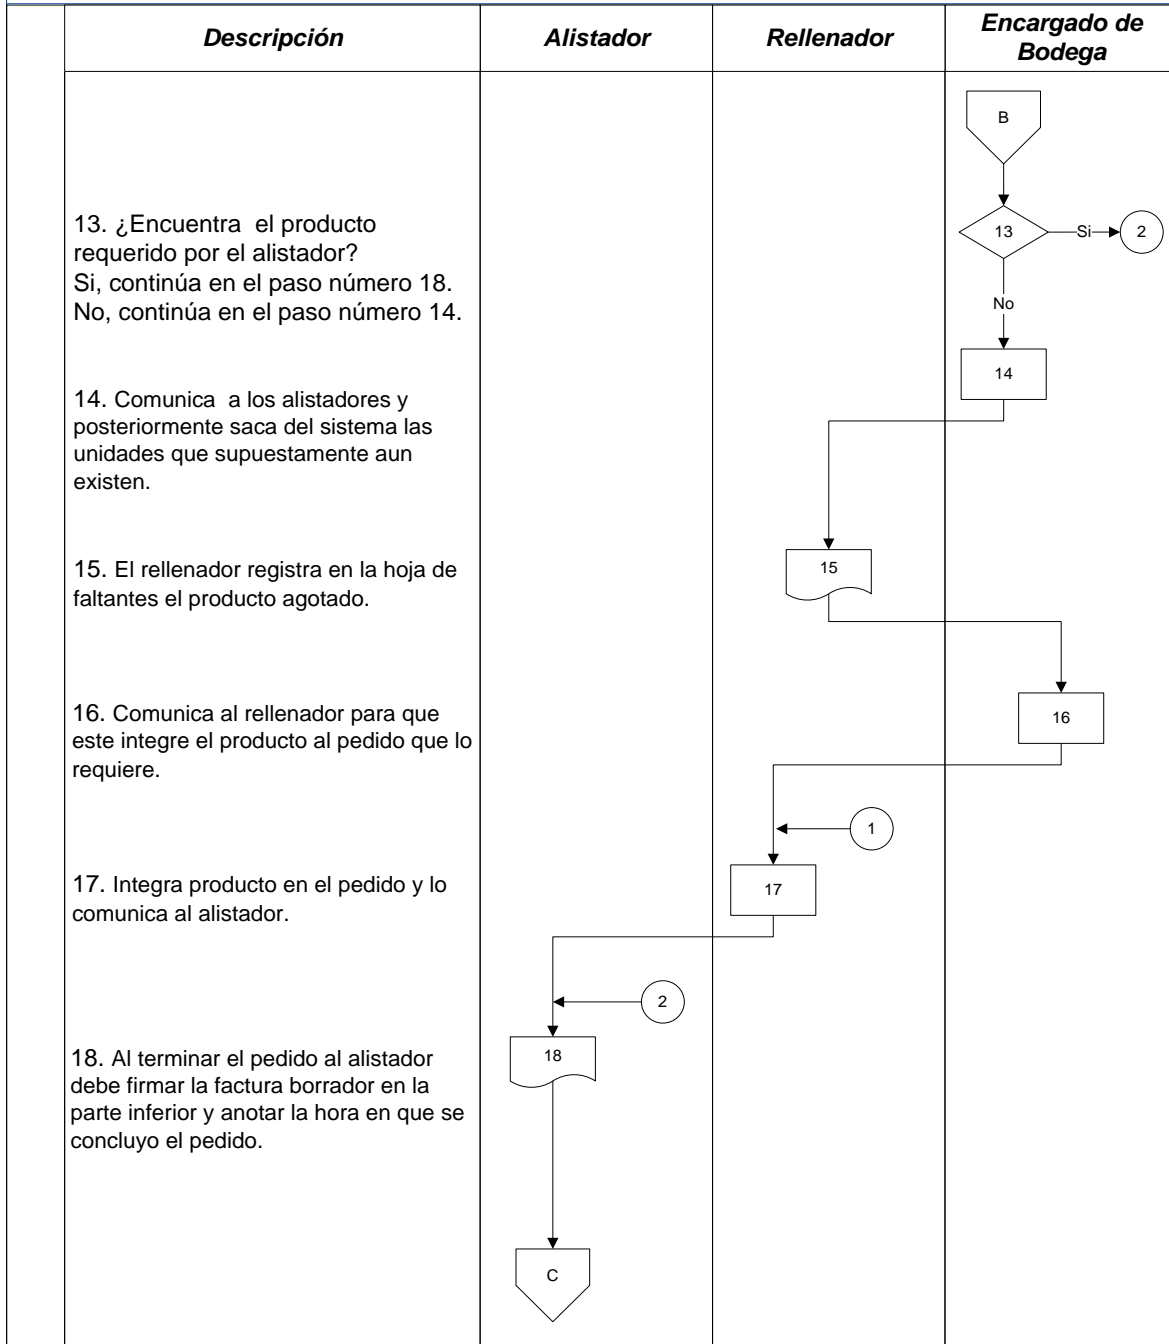 Descripción
Alistador
Rellenador
Encargado de
Bodega
B
13. ¿Encuentra  el producto
requerido por el alistador?
Si, continúa en el paso número 18.
No, continúa en el paso número 14.
13
Si
2
No
14
14. Comunica  a los alistadores y
posteriormente saca del sistema las
unidades que supuestamente aun
existen.
15. El rellenador registra en la hoja de
faltantes el producto agotado.
15
16. Comunica al rellenador para que
este integre el producto al pedido que lo
requiere.
16
1
17. Integra producto en el pedido y lo
comunica al alistador.
17
2
18. Al terminar el pedido al alistador
debe firmar la factura borrador en la
parte inferior y anotar la hora en que se
concluyo el pedido.
18
C